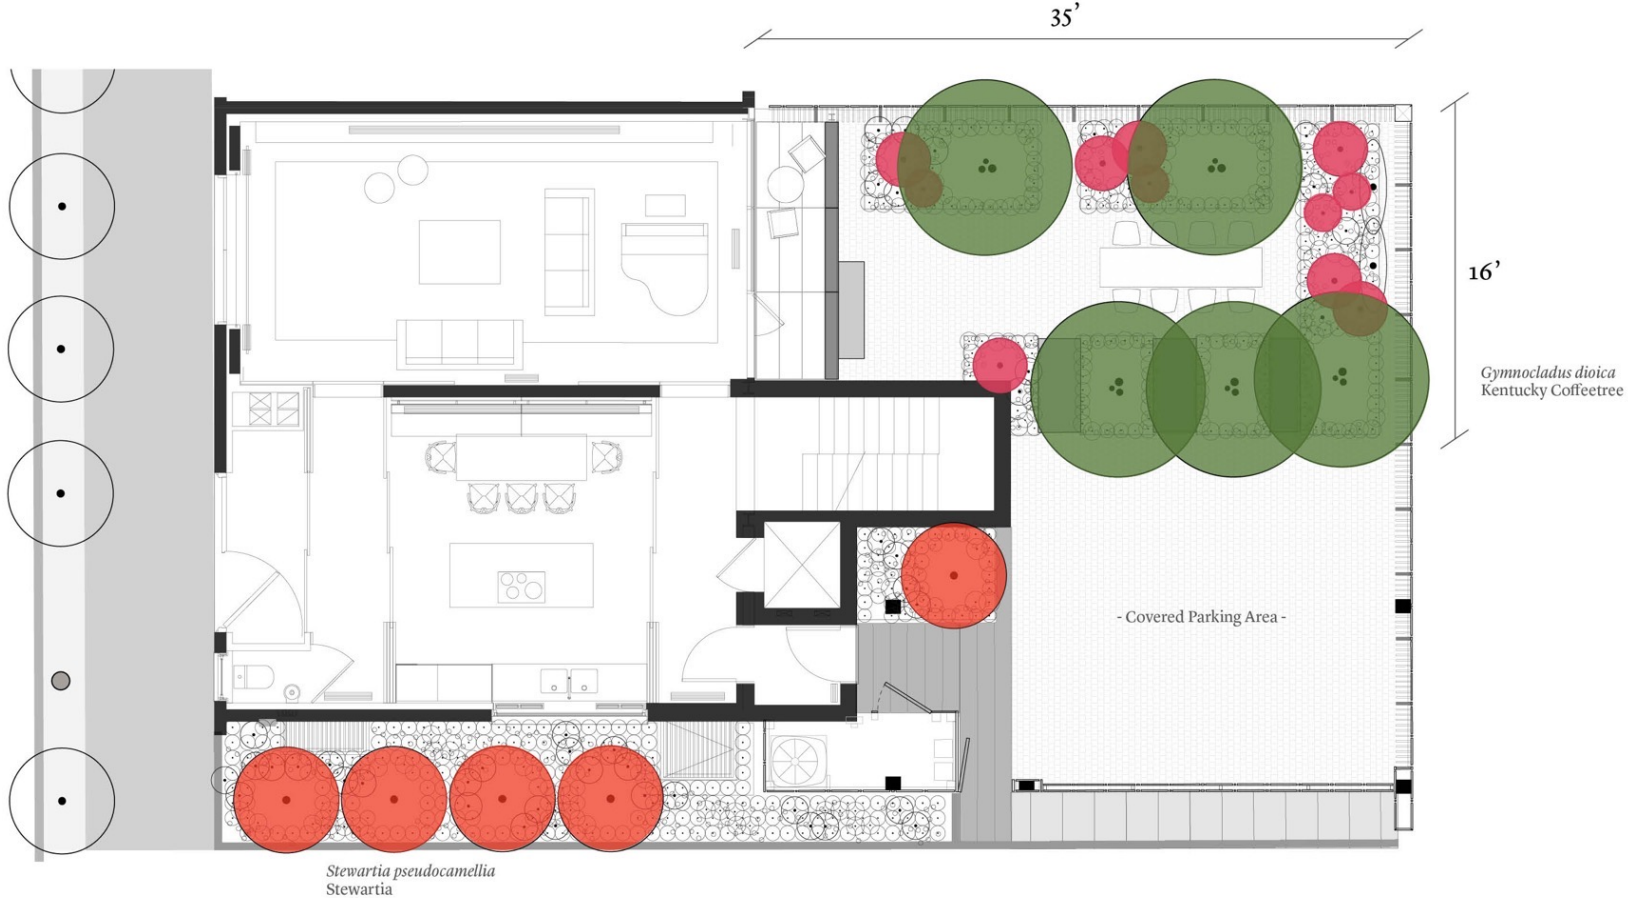 35’
16’
Gymnocladus dioica
Kentucky Coffeetree
- Covered Parking Area -
Stewartia pseudocamellia
Stewartia